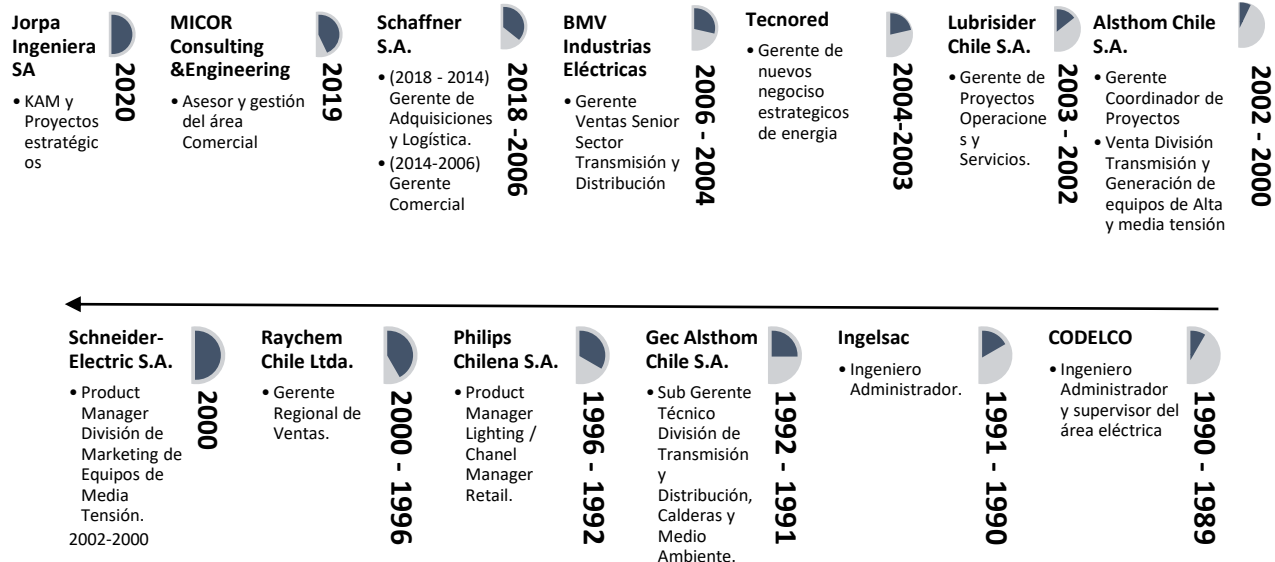 Jorpa
Ingeniera
SA
• KAM y
Proyectos
estratégic
os
2020
MICOR
Consulting
&Engineering
• Asesor y gestión
del área
Comercial
2019
Schaffner
S.A.
• (2018 - 2014)
Gerente de
Adquisiciones
y Logística.
• (2014-2006)
Gerente
Comercial
2018 -2006
BMV
Industrias
Eléctricas
• Gerente
Ventas Senior
Sector
Transmisión y
Distribución
2006 - 2004
Tecnored
• Gerente de
nuevos
negociso
estrategicos
de energia
2004-2003
Lubrisider
Chile S.A.
• Gerente de
Proyectos
Operacione
s y
Servicios.
2003 - 2002
Alsthom Chile
S.A.
• Gerente
Coordinador de
Proyectos
• Venta División
Transmisión y
Generación de
equipos de Alta
y media tensión
2002 - 2000
Schneider-
Electric S.A.
• Product
Manager
División de
Marketing de
Equipos de
Media
Tensión.
2002-2000
2000
Raychem
Chile Ltda.
• Gerente
Regional de
Ventas.
2000 - 1996
Philips
Chilena S.A.
• Product
Manager
Lighting /
Chanel
Manager
Retail.
1996 - 1992
Gec Alsthom
Chile S.A.
• Sub Gerente
Técnico
División de
Transmisión
y
Distribución,
Calderas y
Medio
Ambiente.
1992 - 1991
Ingelsac
• Ingeniero
Administrador.
1991 - 1990
CODELCO
• Ingeniero
Administrador
y supervisor del
área eléctrica
1990 - 1989